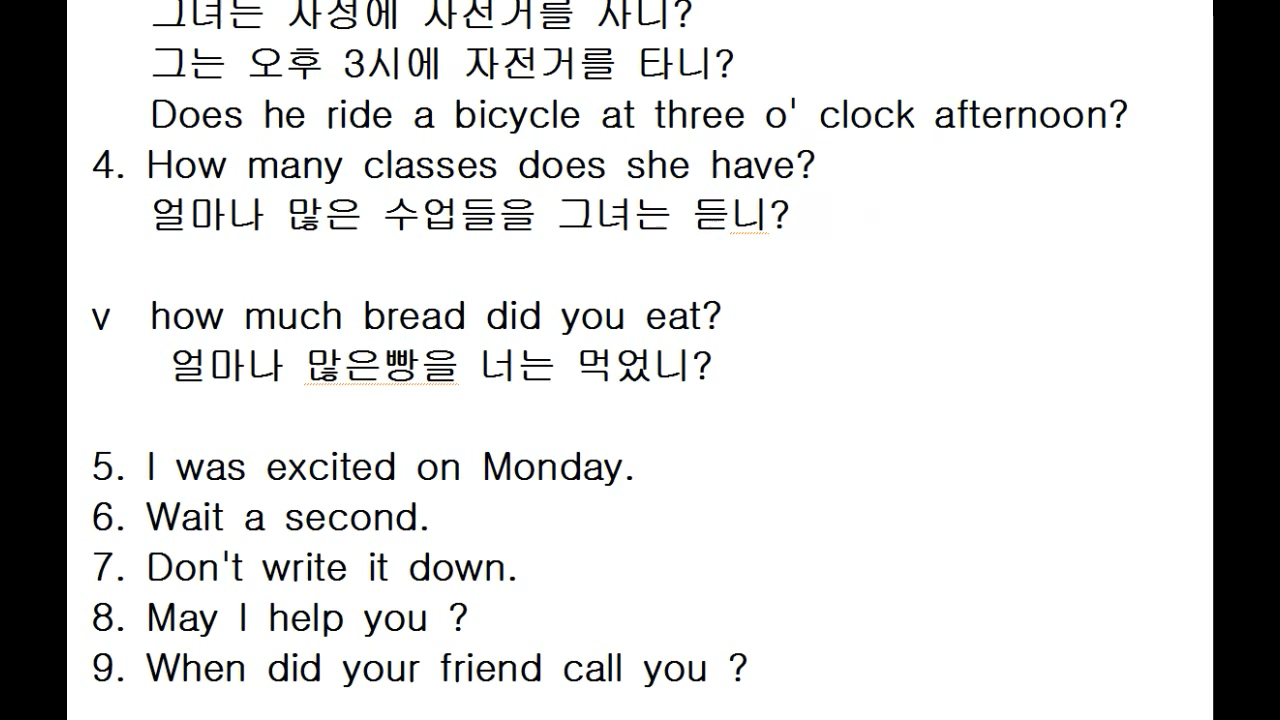 그녀는 자정에 자전거를 사니?
그는 오후 3시에 자전거를 타니?
Does he ride a bicycle at three o' clock afternoon?
4. How many classes does she have?
얼마나 많은 수업들을 그녀는 듣니?
v how much bread did you eat?
얼마나 많은빵을 너는 먹었니?
5. I was excited on Monday.
6. Wait a second.
7. Don't write it down.
8. May I help you ?
9. When did your friend call you ?